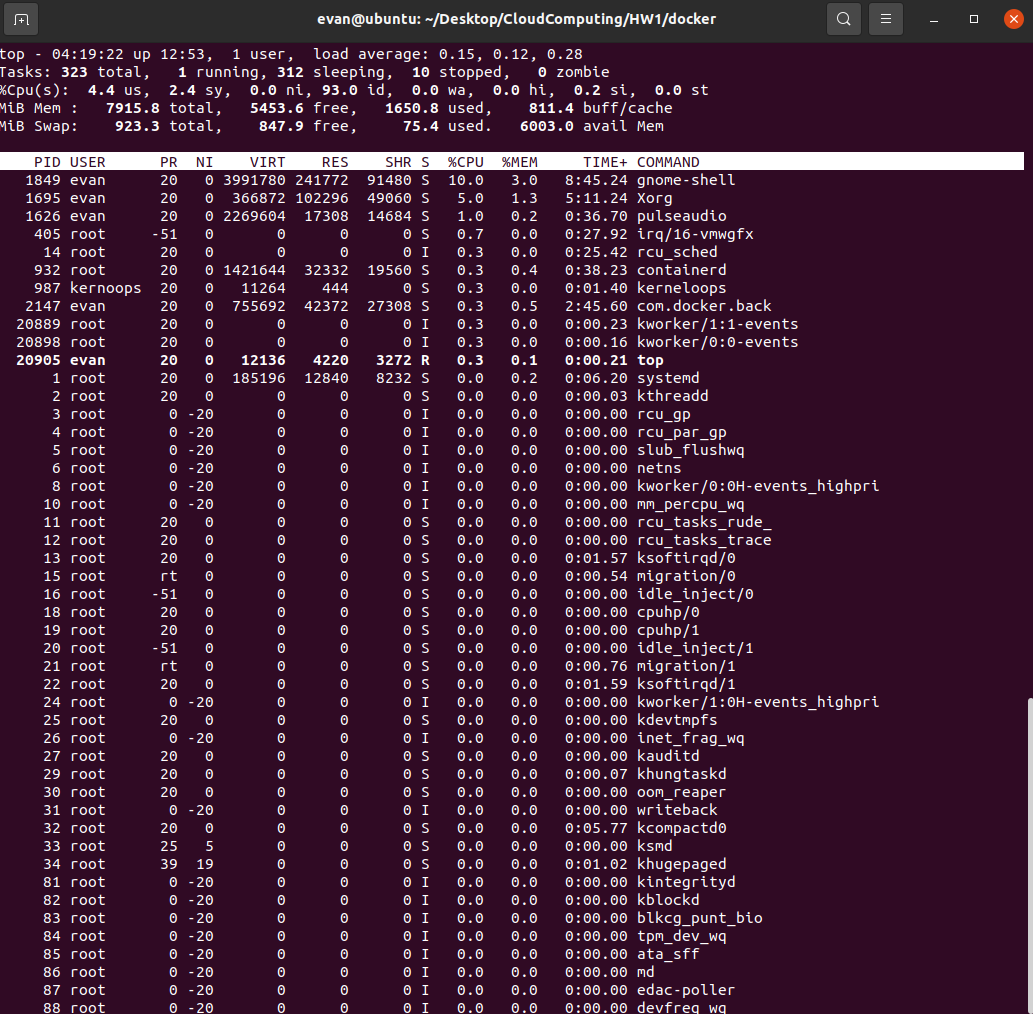 evan@ubuntu: ~/Desktop/CloudComputing/HW1/docker
top - 04:19:22 up 12:53,  1 user,  load average: 0.15, 0.12, 0.28
Tasks: 323 total,   1 running, 312 sleeping,  10 stopped,   0 zombie
%Cpu(s):  4.4 us,  2.4 sy,  0.0 ni, 93.0 id,  0.0 wa,  0.0 hi,  0.2 si,  0.0 st
MiB Mem :   7915.8 total,   5453.6 free,   1650.8 used,    811.4 buff/cache
MiB Swap:    923.3 total,    847.9 free,     75.4 used.   6003.0 avail Mem
PID USER      PR  NI    VIRT    RES    SHR S  %CPU  %MEM     TIME+ COMMAND
1849 evan      20   0 3991780 241772  91480 S  10.0   3.0   8:45.24 gnome-shell
1695 evan      20   0  366872 102296  49060 S   5.0   1.3   5:11.24 Xorg
1626 evan      20   0 2269604  17308  14684 S   1.0   0.2   0:36.70 pulseaudio
405 root     -51   0       0      0      0 S   0.7   0.0   0:27.92 irq/16-vmwgfx
14 root      20   0       0      0      0 I   0.3   0.0   0:25.42 rcu_sched
932 root      20   0 1421644  32332  19560 S   0.3   0.4   0:38.23 containerd
987 kernoops  20   0   11264    444      0 S   0.3   0.0   0:01.40 kerneloops
2147 evan      20   0  755692  42372  27308 S   0.3   0.5   2:45.60 com.docker.back
20889 root      20   0       0      0      0 I   0.3   0.0   0:00.23 kworker/1:1-events
20898 root      20   0       0      0      0 I   0.3   0.0   0:00.16 kworker/0:0-events
20905 evan      20   0   12136   4220   3272 R   0.3   0.1   0:00.21 top
1 root      20   0  185196  12840   8232 S   0.0   0.2   0:06.20 systemd
2 root      20   0       0      0      0 S   0.0   0.0   0:00.03 kthreadd
3 root       0 -20       0      0      0 I   0.0   0.0   0:00.00 rcu_gp
4 root       0 -20       0      0      0 I   0.0   0.0   0:00.00 rcu_par_gp
5 root       0 -20       0      0      0 I   0.0   0.0   0:00.00 slub_flushwq
6 root       0 -20       0      0      0 I   0.0   0.0   0:00.00 netns
8 root       0 -20       0      0      0 I   0.0   0.0   0:00.00 kworker/0:0H-events_highpri
10 root       0 -20       0      0      0 I   0.0   0.0   0:00.00 mm_percpu_wq
11 root      20   0       0      0      0 S   0.0   0.0   0:00.00 rcu_tasks_rude_
12 root      20   0       0      0      0 S   0.0   0.0   0:00.00 rcu_tasks_trace
13 root      20   0       0      0      0 S   0.0   0.0   0:01.57 ksoftirqd/0
15 root      rt   0       0      0      0 S   0.0   0.0   0:00.54 migration/0
16 root     -51   0       0      0      0 S   0.0   0.0   0:00.00 idle_inject/0
18 root      20   0       0      0      0 S   0.0   0.0   0:00.00 cpuhp/0
19 root      20   0       0      0      0 S   0.0   0.0   0:00.00 cpuhp/1
20 root     -51   0       0      0      0 S   0.0   0.0   0:00.00 idle_inject/1
21 root      rt   0       0      0      0 S   0.0   0.0   0:00.76 migration/1
22 root      20   0       0      0      0 S   0.0   0.0   0:01.59 ksoftirqd/1
24 root       0 -20       0      0      0 I   0.0   0.0   0:00.00 kworker/1:0H-events_highpri
25 root      20   0       0      0      0 S   0.0   0.0   0:00.00 kdevtmpfs
26 root       0 -20       0      0      0 I   0.0   0.0   0:00.00 inet_frag_wq
27 root      20   0       0      0      0 S   0.0   0.0   0:00.00 kauditd
29 root      20   0       0      0      0 S   0.0   0.0   0:00.07 khungtaskd
30 root      20   0       0      0      0 S   0.0   0.0   0:00.00 oom_reaper
31 root       0 -20       0      0      0 I   0.0   0.0   0:00.00 writeback
32 root      20   0       0      0      0 S   0.0   0.0   0:05.77 kcompactd0
33 root      25   5       0      0      0 S   0.0   0.0   0:00.00 ksmd
34 root      39  19       0      0      0 S   0.0   0.0   0:01.02 khugepaged
81 root       0 -20       0      0      0 I   0.0   0.0   0:00.00 kintegrityd
82 root       0 -20       0      0      0 I   0.0   0.0   0:00.00 kblockd
83 root       0 -20       0      0      0 I   0.0   0.0   0:00.00 blkcg_punt_bio
84 root       0 -20       0      0      0 I   0.0   0.0   0:00.00 tpm_dev_wq
85 root       0 -20       0      0      0 I   0.0   0.0   0:00.00 ata_sff
86 root       0 -20       0      0      0 I   0.0   0.0   0:00.00 md
87 root       0 -20       0      0      0 I   0.0   0.0   0:00.00 edac-poller
88 root       0 -20       0      0      0 I   0.0   0.0   0:00.00 devfreq_wq